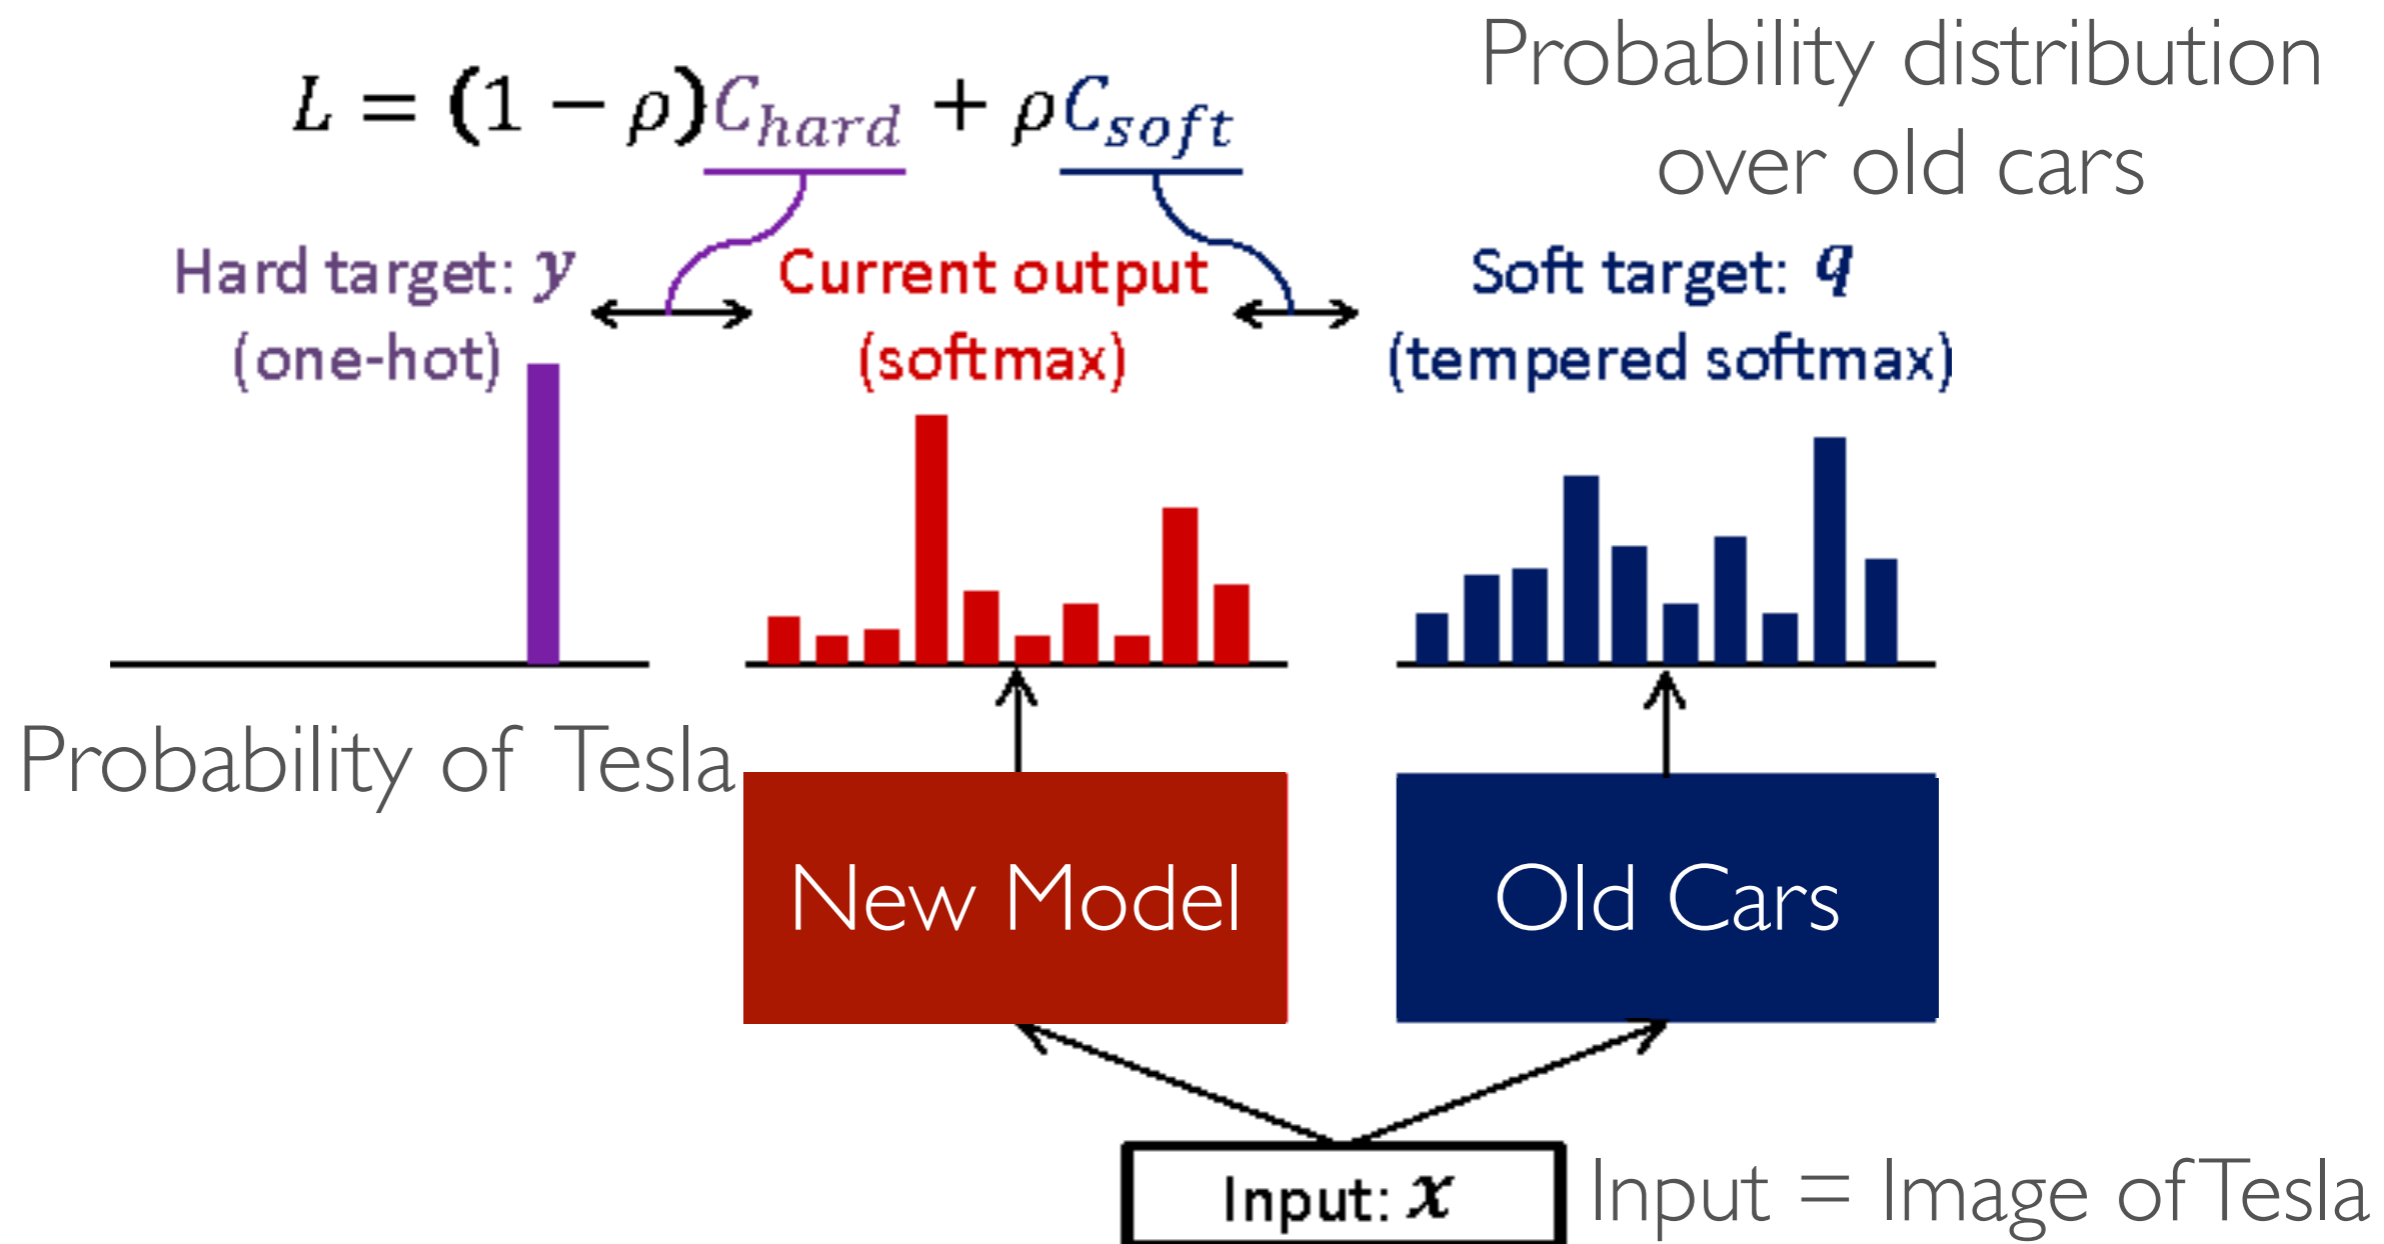 L = (1 − ρ)C_hard + ρC_soft
Probability distribution
over old cars
Hard target: y
(one-hot)
Current output
(softmax)
Soft target: q
(tempered softmax)
Probability of Tesla
New Model
Old Cars
Input: x
Input = Image of Tesla